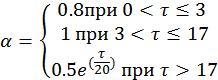 α = { 0.8при 0 < τ ≤ 3
1 при 3 < τ ≤ 17
0.5e^(τ/20) при τ > 17